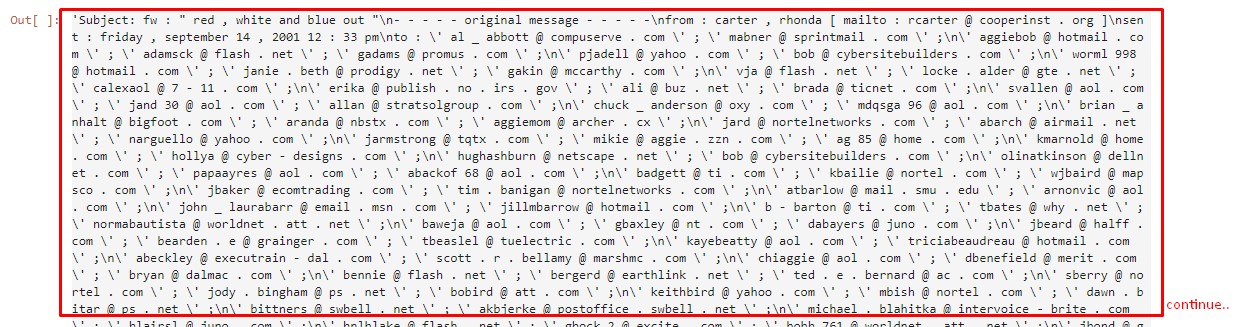 Out[ ]: 'Subject: fw : " red , white and blue out "\n- - - - - original message - - - - -\nfrom : carter , rhonda [ mailto : rcarter @ cooperinst . org ]\nsen
t : friday , september 14 , 2001 12 : 33 pm\nto : \' al _ abbott @ compuserve . com \' ; \' mabner @ sprintmail . com \' ;\n\' aggiebob @ hotmail . co
m \' ; \' adamsck @ flash . net \' ; \' gadams @ promus . com \' ;\n\' pjadell @ yahoo . com \' ; \' bob @ cybersitebuilders . com \' ;\n\' worml 998
@ hotmail . com \' ; \' janie . beth @ prodigy . net \' ; \' gakin @ mccarthy . com \' ;\n\' vja @ flash . net \' ; \' locke . alder @ gte . net \' ;
\' calexaol @ 7 - 11 . com \' ;\n\' erika @ publish . no . irs . gov \' ; \' ali @ buz . net \' ; \' brada @ ticnet . com \' ;\n\' svallen @ aol . com
\' ; \' jand 30 @ aol . com \' ; \' allan @ stratsolgroup . com \' ;\n\' chuck _ anderson @ oxy . com \' ; \' mdqsga 96 @ aol . com \' ;\n\' brian _ a
nhalt @ bigfoot . com \' ; \' aranda @ nbstx . com \' ; \' aggiemom @ archer . cx \' ;\n\' jard @ nortelnetworks . com \' ; \' abarch @ airmail . net
\' ; \' narguello @ yahoo . com \' ;\n\' jarmstrong @ tqtx . com \' ; \' mikie @ aggie . zzn . com \' ; \' ag 85 @ home . com \' ;\n\' kmarnold @ home
. com \' ; \' hollya @ cyber - designs . com \' ;\n\' hughashburn @ netscape . net \' ; \' bob @ cybersitebuilders . com \' ;\n\' olinatkinson @ delln
et . com \' ; \' papaayres @ aol . com \' ; \' abackof 68 @ aol . com \' ;\n\' badgett @ ti . com \' ; \' kbailie @ nortel . com \' ; \' wjbaird @ map
sco . com \' ;\n\' jbaker @ ecomtrading . com \' ; \' tim . banigan @ nortelnetworks . com \' ;\n\' atbarlow @ mail . smu . edu \' ; \' arnonvic @ aol
. com \' ;\n\' john _ laurabarr @ email . msn . com \' ; \' jillmbarrow @ hotmail . com \' ;\n\' b - barton @ ti . com \' ; \' tbates @ why . net \' ;
\' normabautista @ worldnet . att . net \' ;\n\' baweja @ aol . com \' ; \' gbaxley @ nt . com \' ; \' dabayers @ juno . com \' ;\n\' jbeard @ halff .
com \' ; \' bearden . e @ grainger . com \' ; \' tbeaslel @ tuelectric . com \' ;\n\' kayebeatty @ aol . com \' ; \' triciabeaudreau @ hotmail . com
\' ;\n\' abeckley @ executrain - dal . com \' ; \' scott . r . bellamy @ marshmc . com \' ;\n\' chiaggie @ aol . com \' ; \' dbenefield @ merit . com
\' ; \' bryan @ dalmac . com \' ;\n\' bennie @ flash . net \' ; \' bergerd @ earthlink . net \' ; \' ted . e . bernard @ ac . com \' ;\n\' sberry @ no
rtel . com \' ; \' jody . bingham @ ps . net \' ; \' bobird @ att . com \' ;\n\' keithbird @ yahoo . com \' ; \' mbish @ nortel . com \' ; \' dawn . b
itar @ ps . net \' ;\n\' bittners @ swbell . net \' ; \' akbjerke @ postoffice . swbell . net \' ;\n\' michael . blahitka @ intervoice - brite . com
continue..